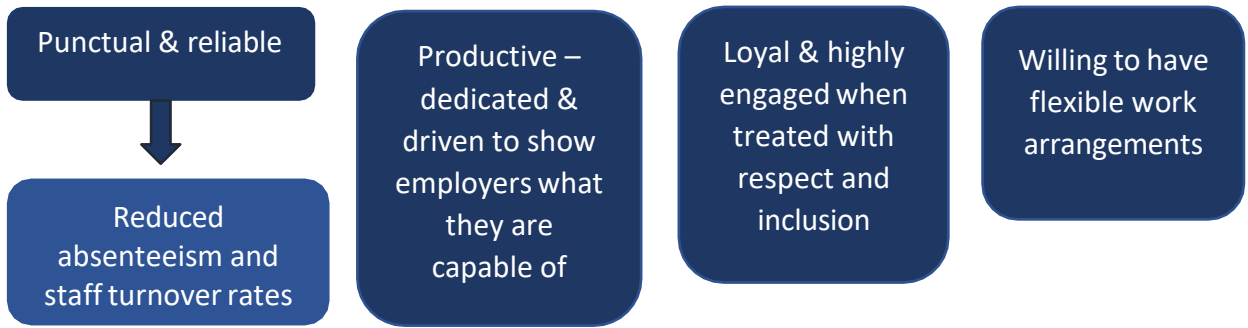 Punctual & reliable
Reduced
absenteeism and
staff turnover rates
Productive –
dedicated &
driven to show
employers what
they are
capable of
Loyal & highly
engaged when
treated with
respect and
inclusion
Willing to have
flexible work
arrangements